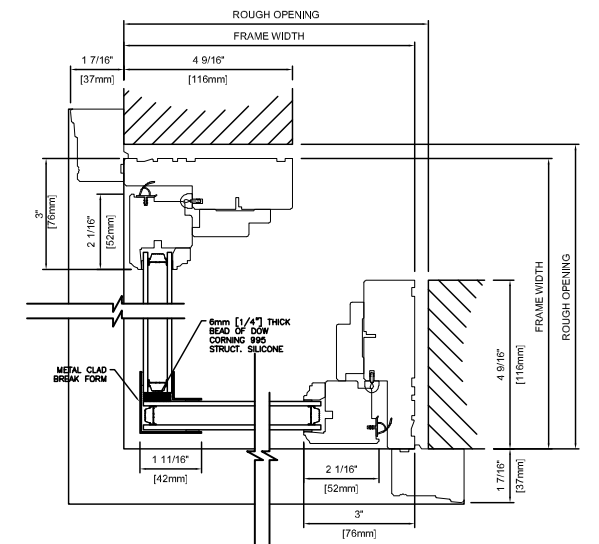 ROUGH OPENING
FRAME WIDTH
1 7/16"
[37mm]
4 9/16"
[116mm]
3"
[76mm]
2 1/16"
[52mm]
FRAME WIDTH
ROUGH OPENING
6mm [1/4"] THICK
BEAD OF DOW
CORNING 995
STRUCT. SILICONE
METAL CLAD
BREAK FORM
4 9/16"
[116mm]
1 11/16"
[42mm]
2 1/16"
[52mm]
1 7/16"
[37mm]
3"
[76mm]